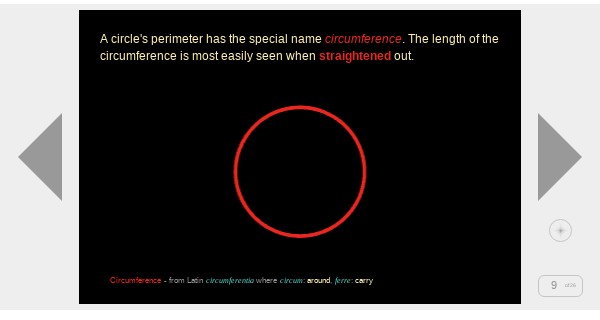 A circle's perimeter has the special name circumference. The length of the
circumference is most easily seen when straightened out.
Circumference - from Latin circumferentia where circum: around, ferre: carry
9